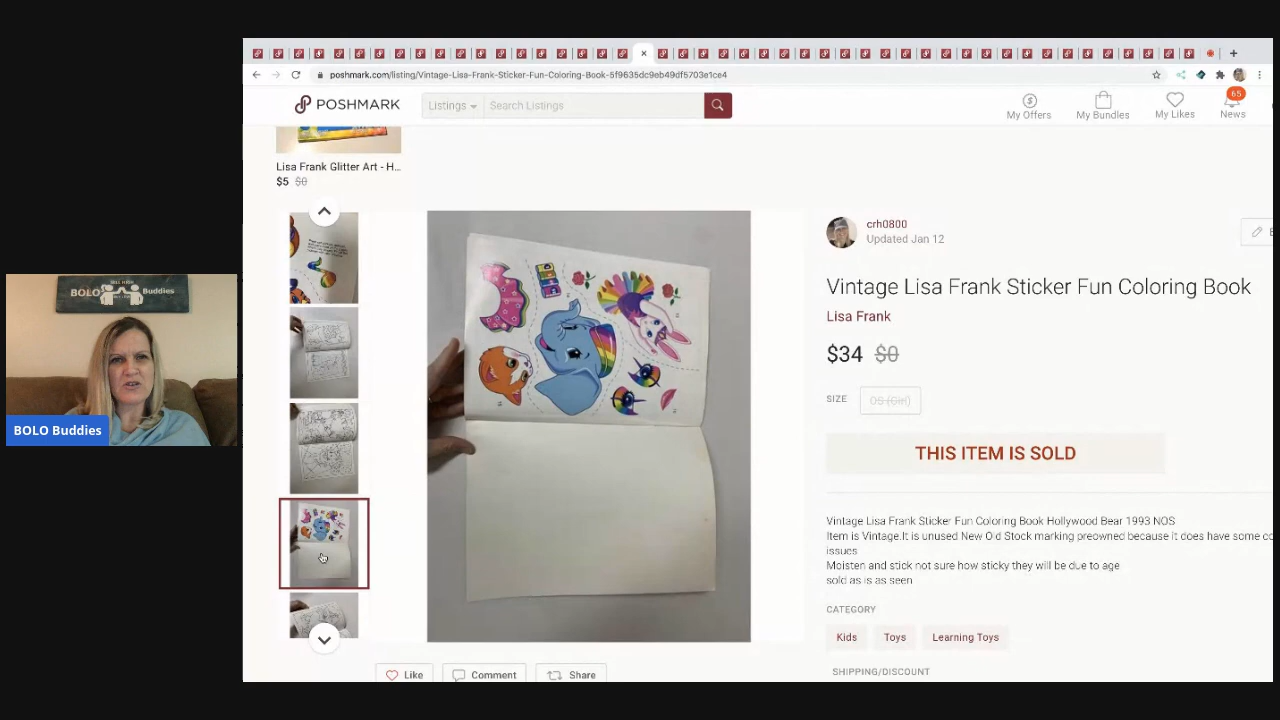 poshmark.com/listing/Vintage-Lisa-Frank-Sticker-Fun-Coloring-Book-5f9635dc9eb49df5703e1ce4
POSHMARK
Listings
Search Listings
My Offers
My Bundles
My Likes
65
News
Lisa Frank Glitter Art - H...
$5 $0
crh0800
Updated Jan 12
Vintage Lisa Frank Sticker Fun Coloring Book
Lisa Frank
$34 $0
SIZE
OS (Girl)
THIS ITEM IS SOLD
BOLO Buddies
BOLO Buddies
Vintage Lisa Frank Sticker Fun Coloring Book Hollywood Bear 1993 NOS
Item is Vintage.It is unused New Old Stock marking preowned because it does have some co
issues
Moisten and stick not sure how sticky they will be due to age
sold as is as seen
CATEGORY
Kids
Toys
Learning Toys
SHIPPING/DISCOUNT
Like
Comment
Share